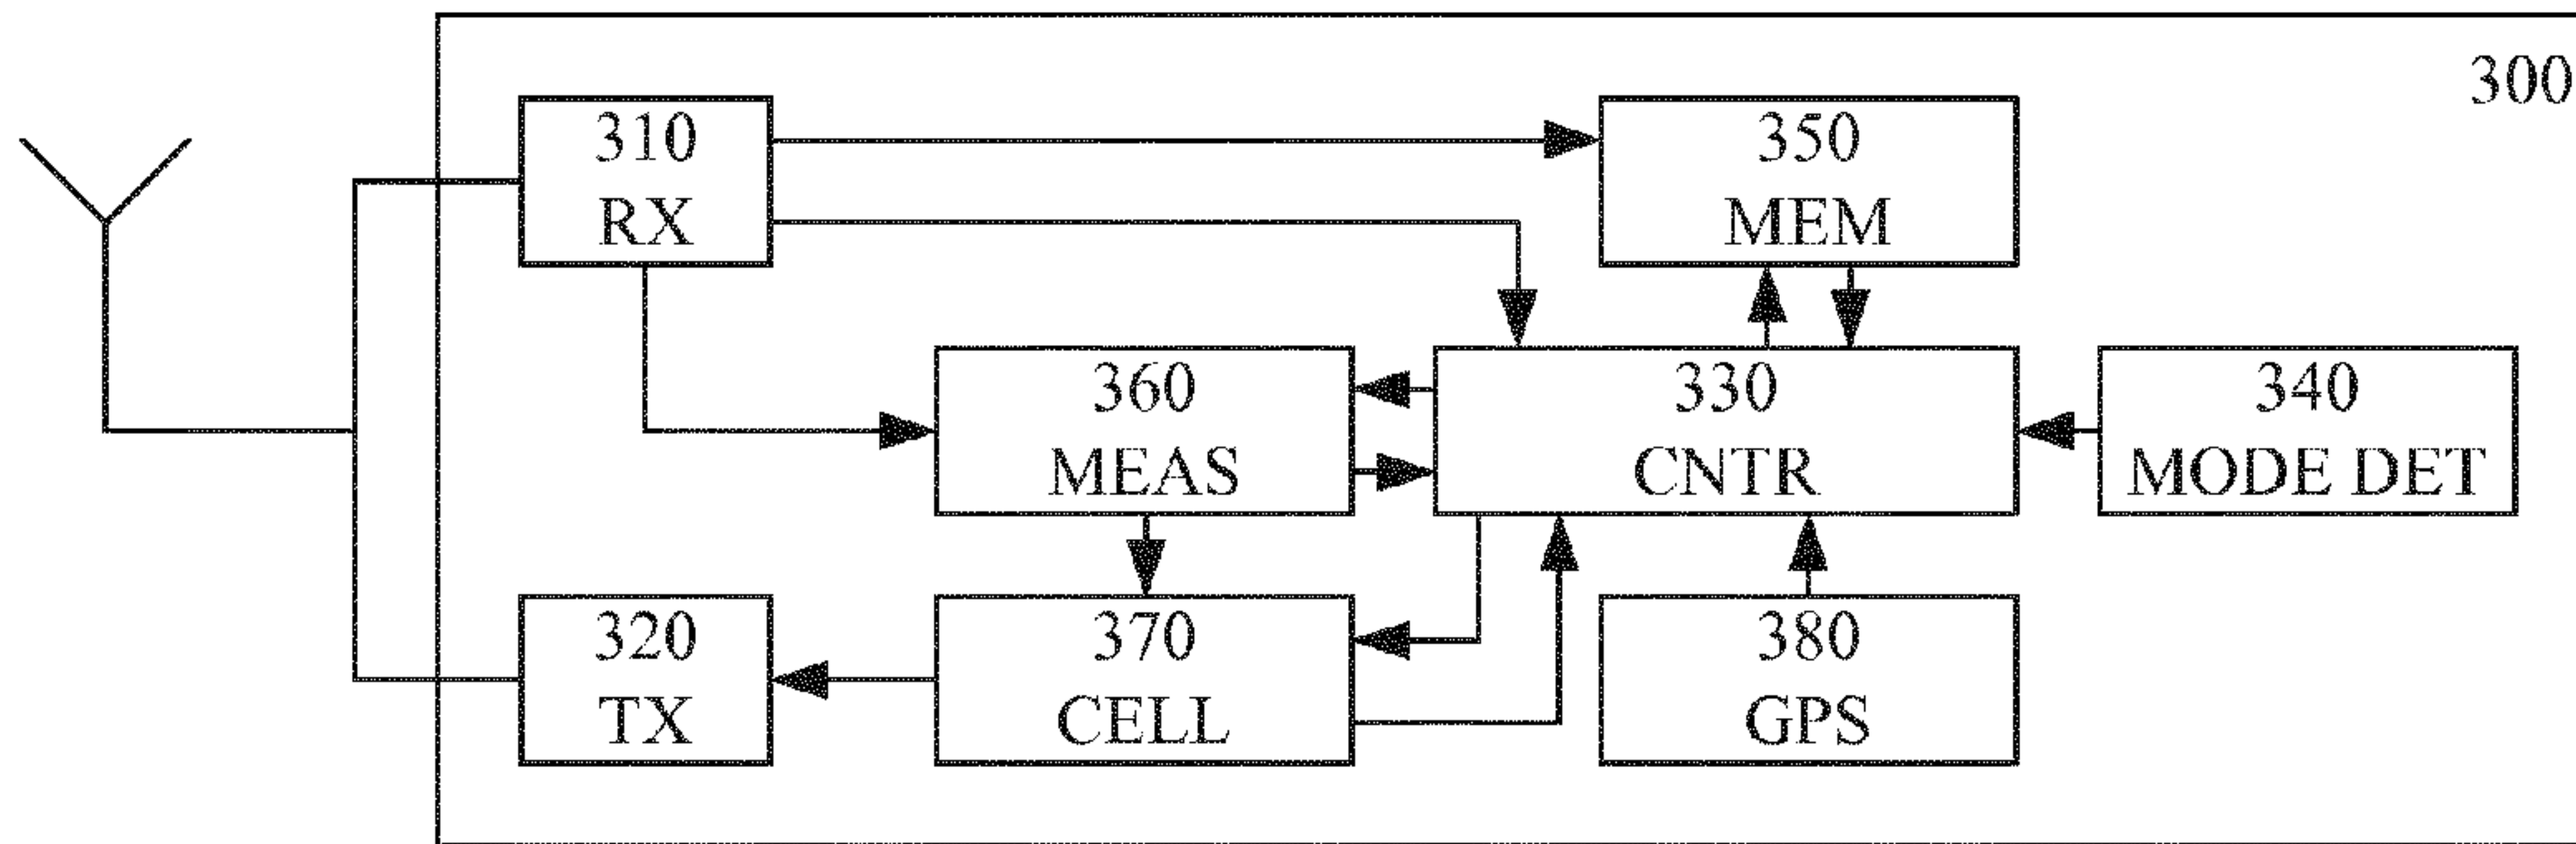 300
310
RX
350
MEM
360
MEAS
330
CNTR
340
MODE DET
320
TX
370
CELL
380
GPS